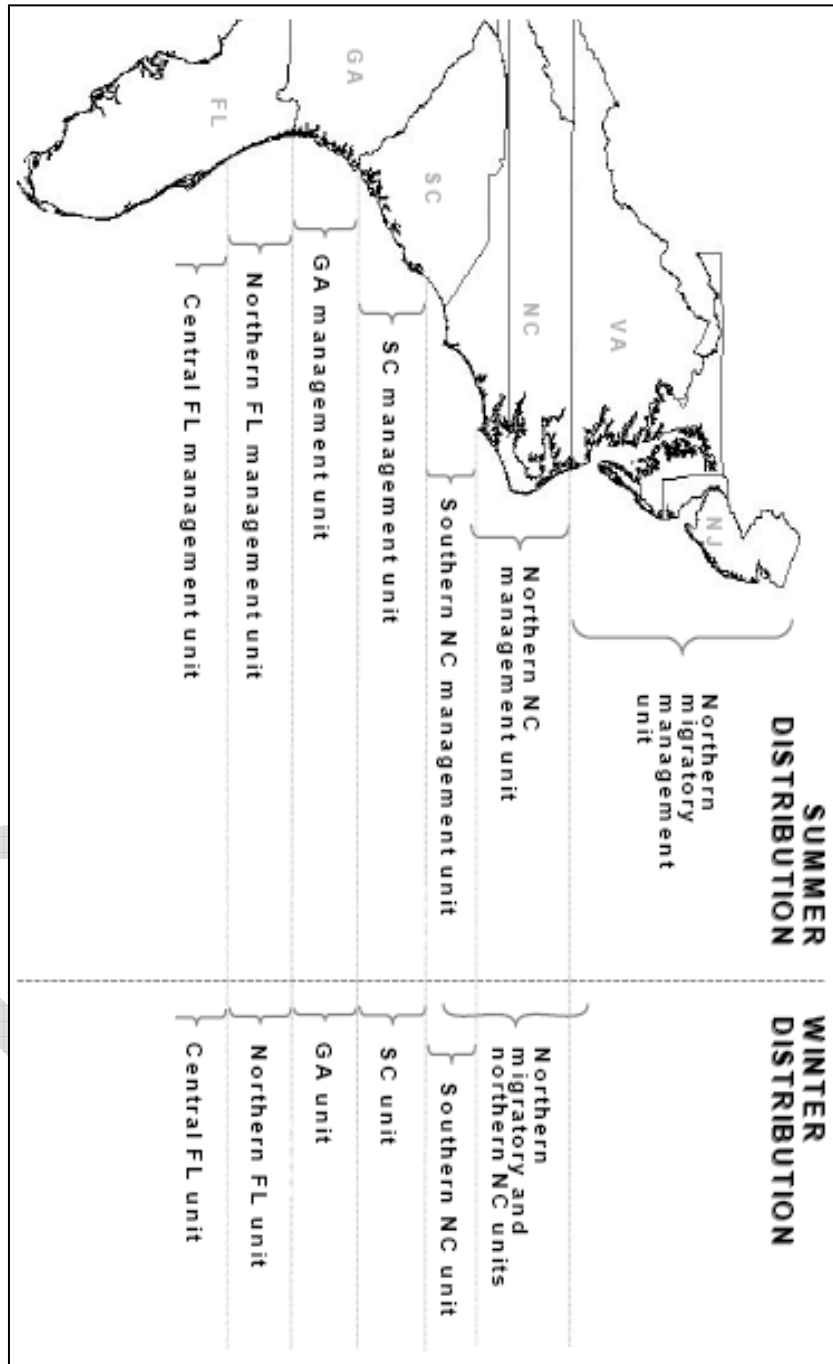 SUMMER
DISTRIBUTION
WINTER
DISTRIBUTION
NJ
VA
NC
SC
GA
FL
Northern
migratory
management
unit
Northern NC
management unit
Southern NC management unit
SC management unit
GA management unit
Northern FL management unit
Central FL management unit
Northern
migratory and
northern NC units
Southern NC unit
SC unit
GA unit
Northern FL unit
Central FL unit